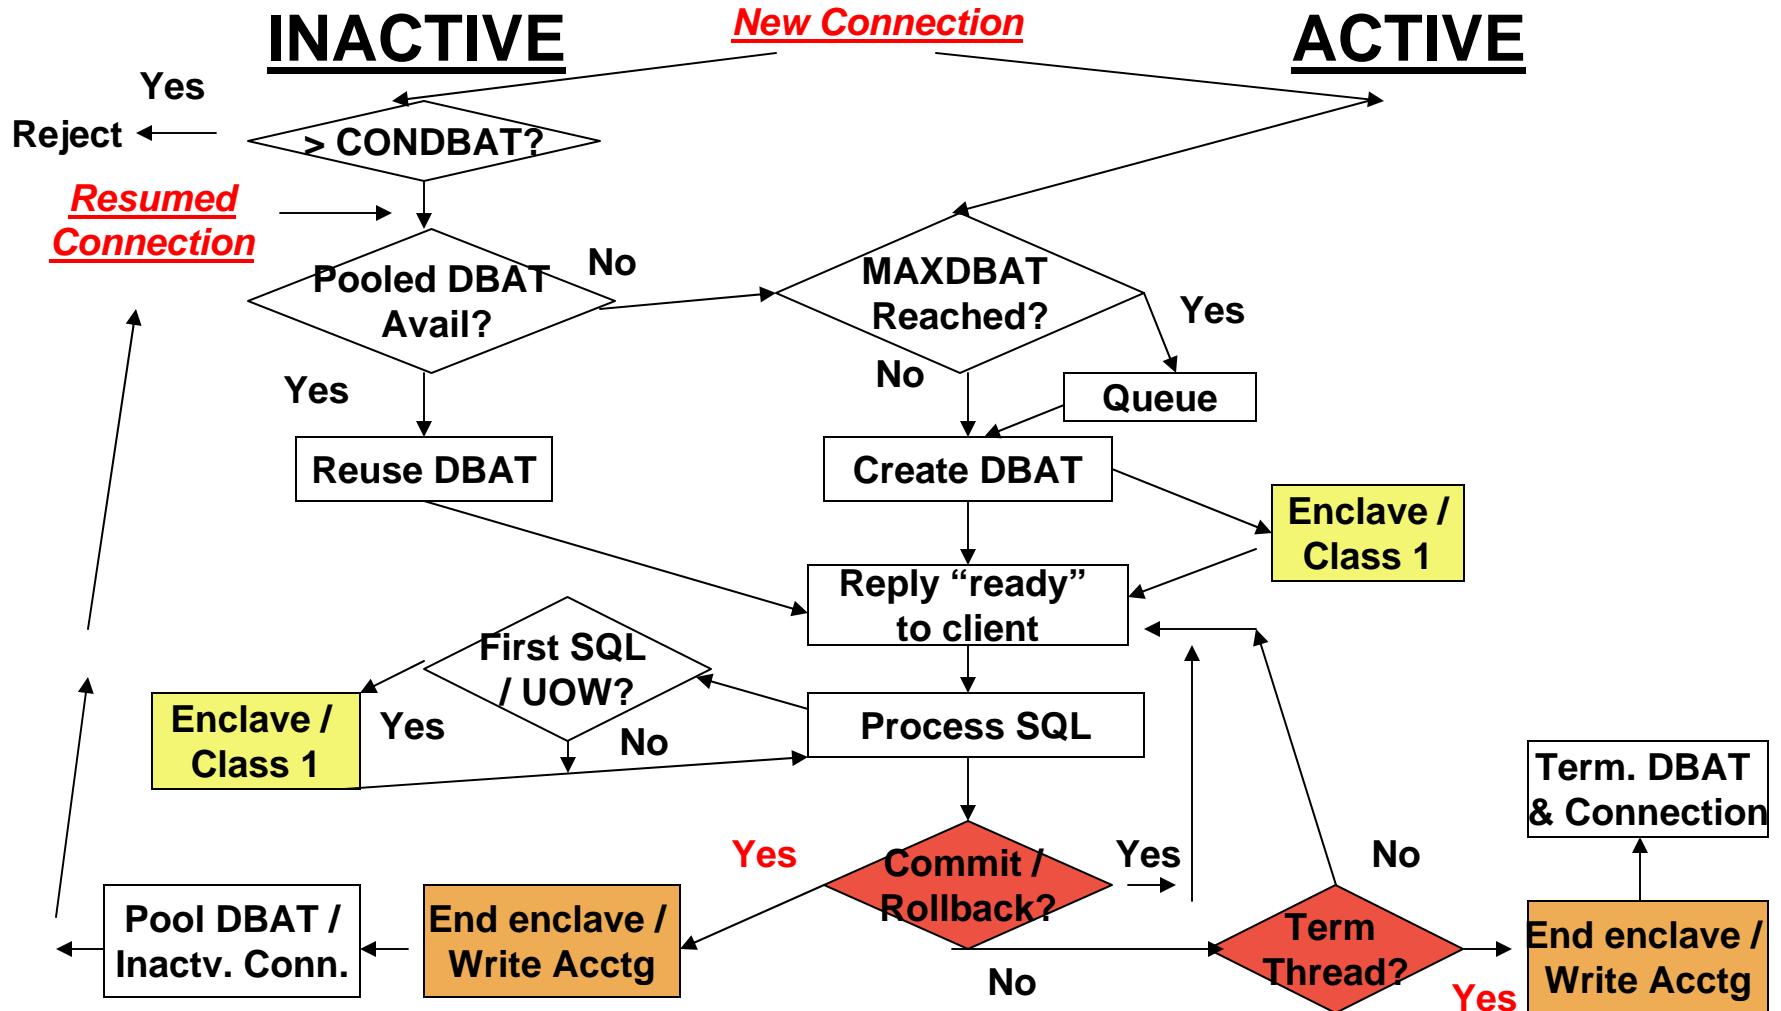 INACTIVE
New Connection
ACTIVE
Yes
Reject
> CONDBAT?
Resumed
Connection
Pooled DBAT
Avail?
No
MAXDBAT
Reached?
Yes
Yes
No
Queue
Reuse DBAT
Create DBAT
Enclave /
Class 1
Reply “ready”
to client
First SQL
/ UOW?
Enclave /
Class 1
Yes
No
Process SQL
Term. DBAT
& Connection
Yes
Commit /
Rollback?
Yes
No
Pool DBAT /
Inactv. Conn.
End enclave /
Write Acctg
No
Term
Thread?
Yes
End enclave /
Write Acctg